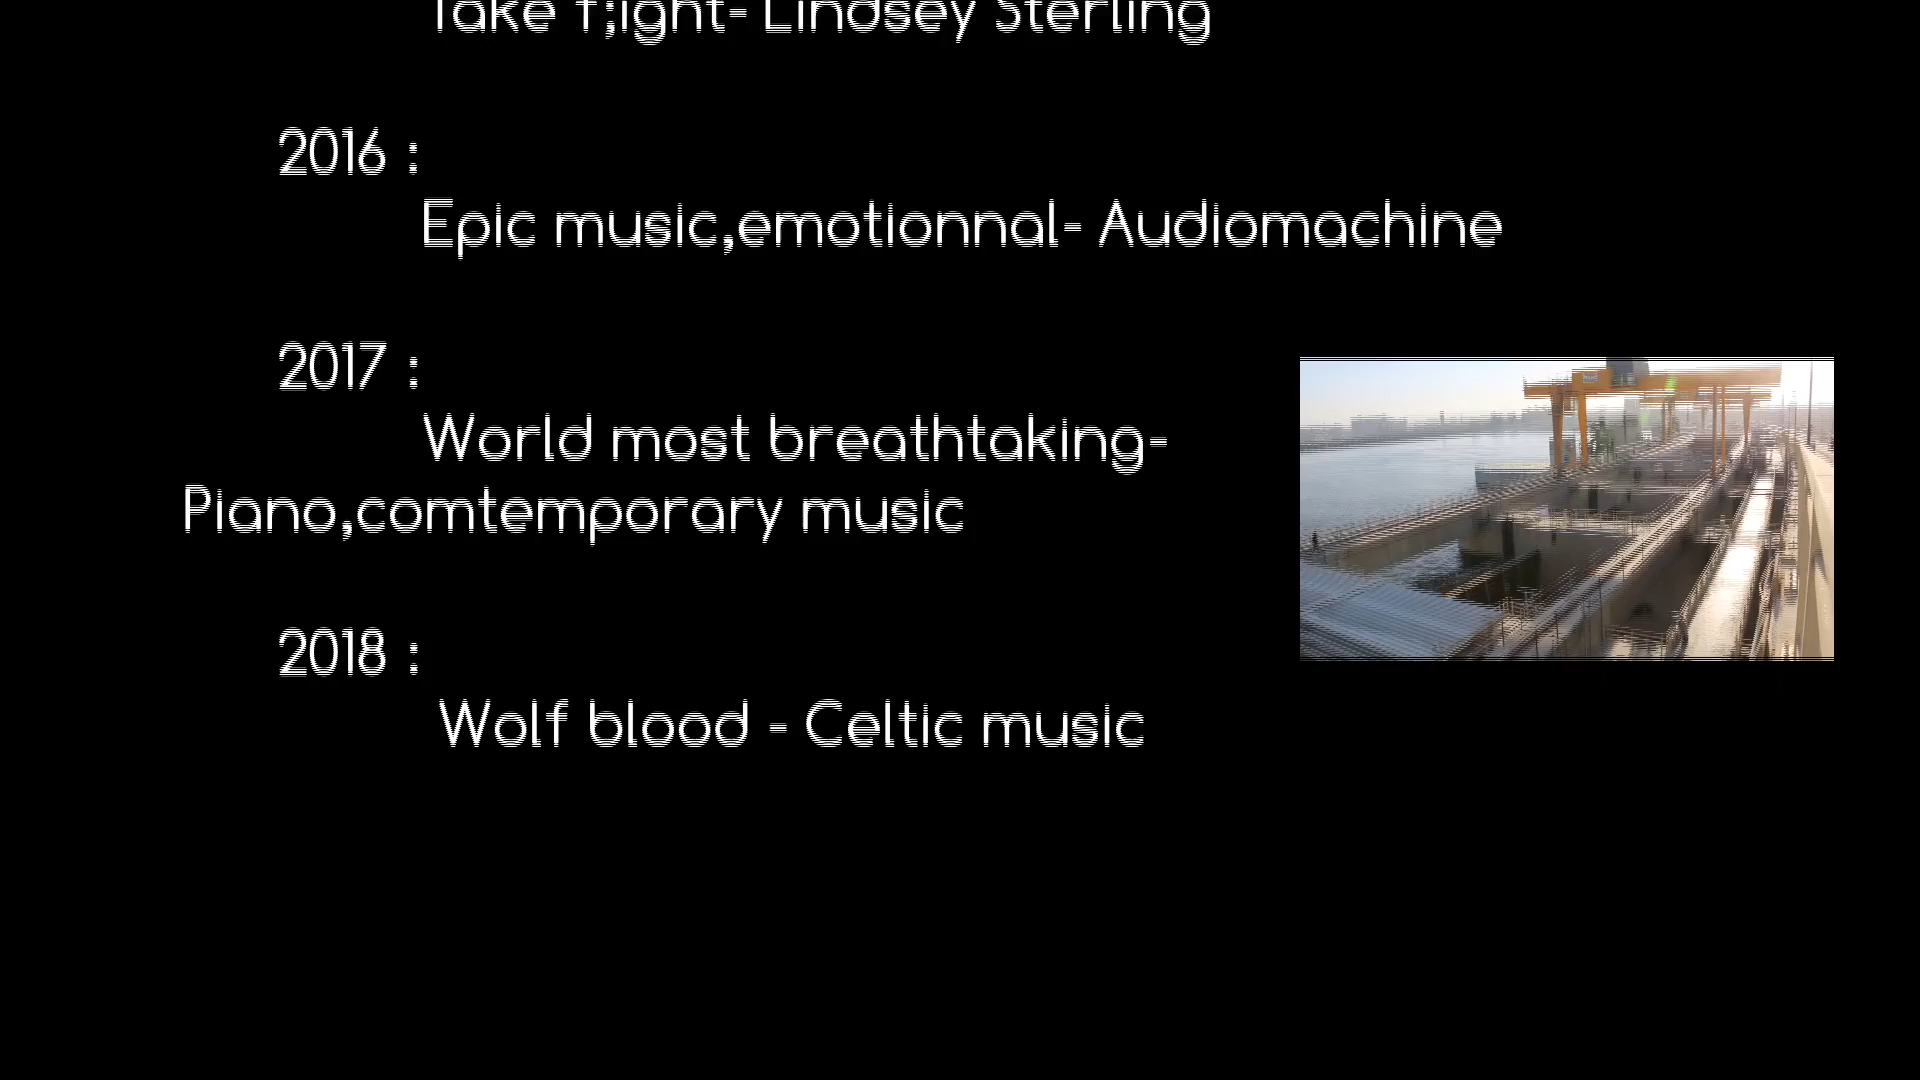 Take f;ight- Lindsey Sterling
2016 :
Epic music,emotionnal- Audiomachine
2017 :
World most breathtaking-
Piano,comtemporary music
2018 :
Wolf blood - Celtic music